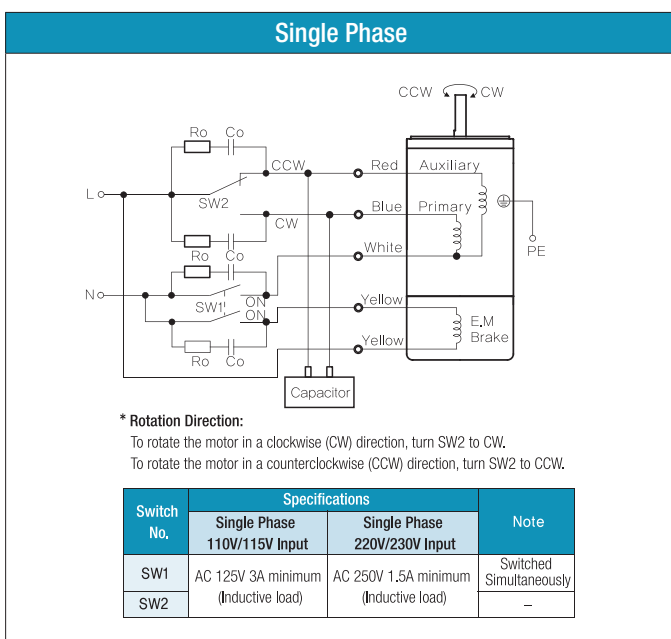 Single Phase
CCW CW
Ro Co
CCW Red Auxiliary
L
SW2
Blue Primary
CW
Ro Co
White
PE
N
SW1 ON
ON
Yellow
E.M
Brake
Yellow
Ro Co
Capacitor
* Rotation Direction:
To rotate the motor in a clockwise (CW) direction, turn SW2 to CW.
To rotate the motor in a counterclockwise (CCW) direction, turn SW2 to CCW.
Switch
No.
Specifications
Note
Single Phase
110V/115V Input
Single Phase
220V/230V Input
SW1
AC 125V 3A minimum
(Inductive load)
AC 250V 1.5A minimum
(Inductive load)
Switched
Simultaneously
SW2
–